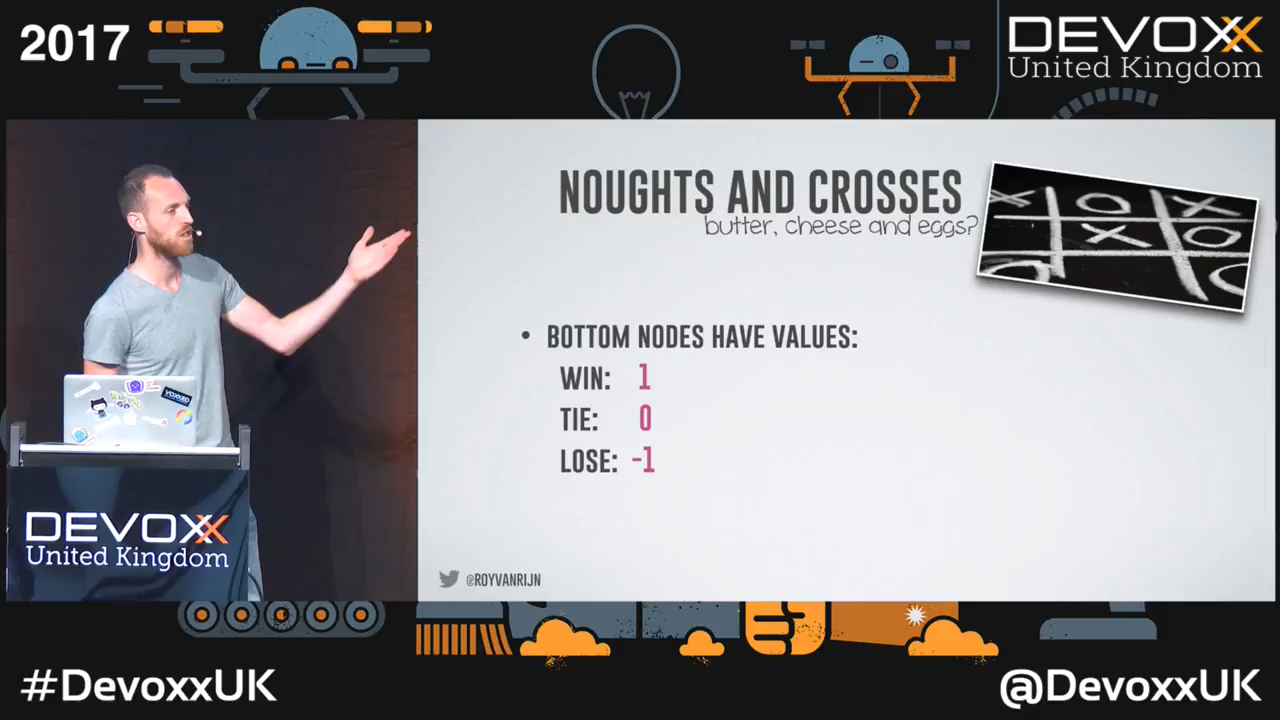 2017
DEVOXX
United Kingdom
NOUGHTS AND CROSSES
butter, cheese and eggs?
• BOTTOM NODES HAVE VALUES:
WIN: 1
TIE: 0
LOSE: -1
@ROYVANRIJN
VOXXED
DEVOXX
United Kingdom
#DevoxxUK
@DevoxxUK